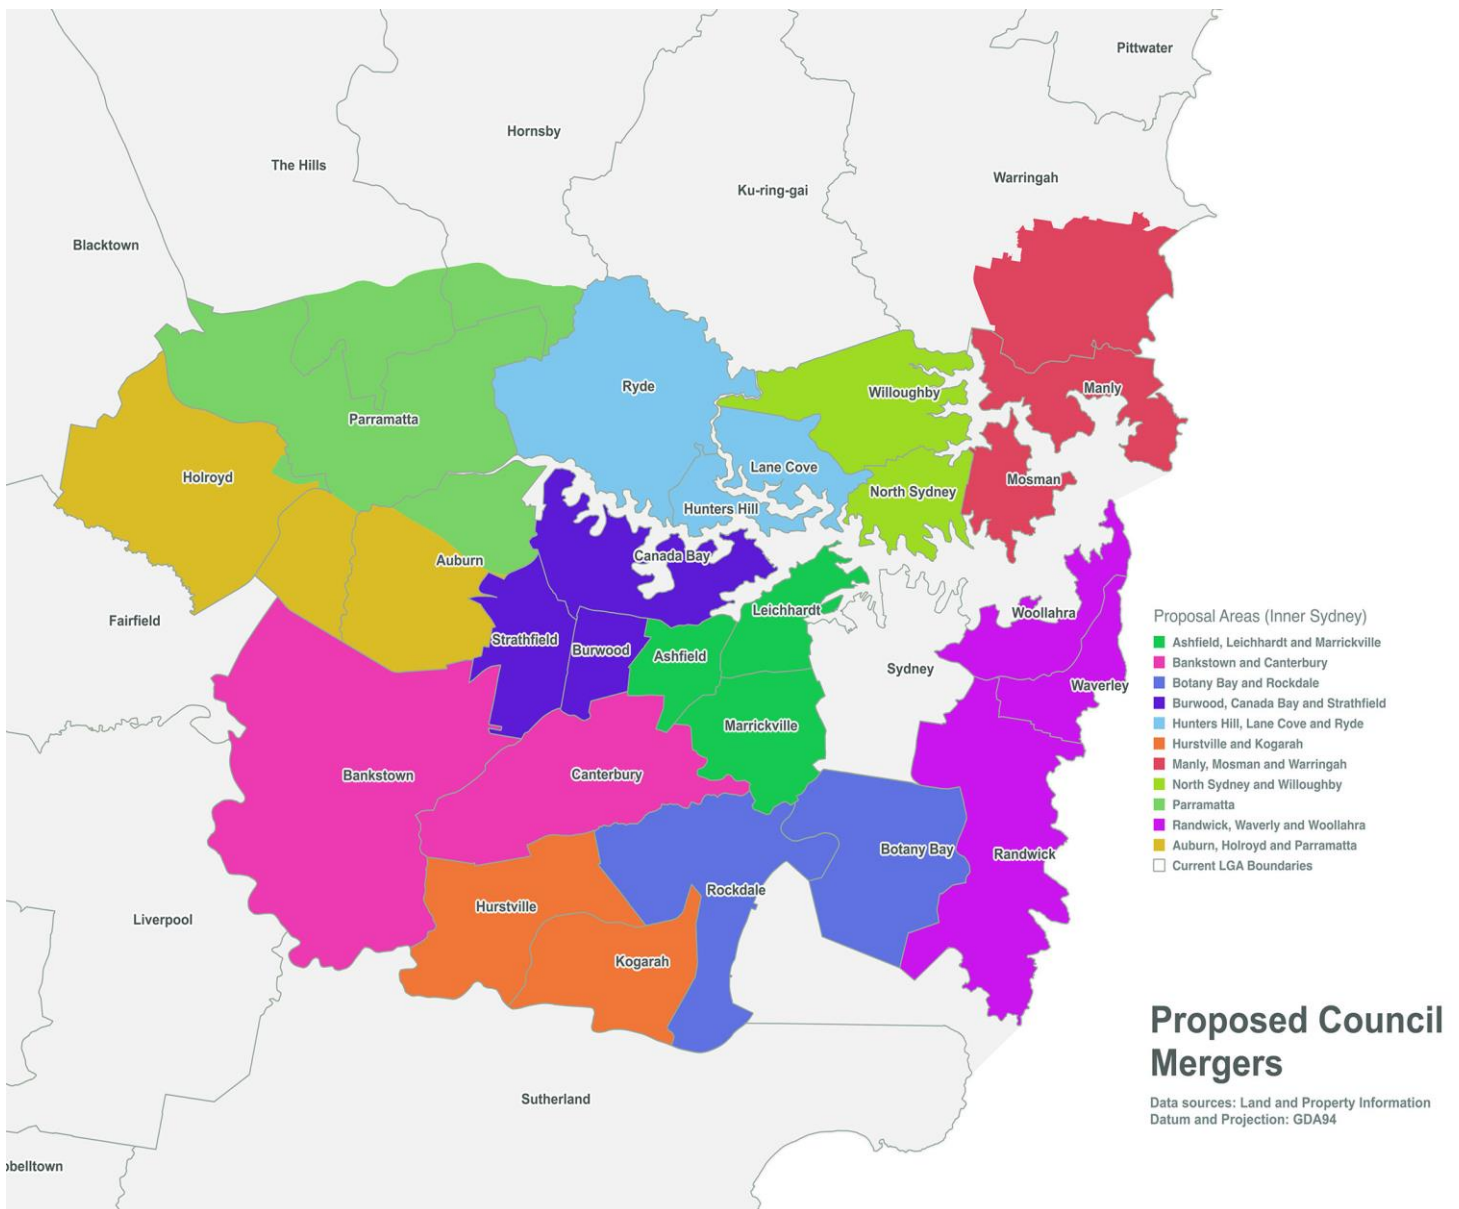 Pittwater
Hornsby
The Hills
Warringah
Ku-ring-gai
Blacktown
Ryde
Manly
Willoughby
Parramatta
Lane Cove
Holroyd
Mosman
North Sydney
Hunters Hill
Canada Bay
Auburn
Leichhardt
Woollahra
Fairfield
Strathfield
Burwood
Ashfield
Sydney
Waverley
Marrickville
Bankstown
Canterbury
Botany Bay
Randwick
Rockdale
Hurstville
Liverpool
Kogarah
Sutherland
obelltown
Proposal Areas (Inner Sydney)
Ashfield, Leichhardt and Marrickville
Bankstown and Canterbury
Botany Bay and Rockdale
Burwood, Canada Bay and Strathfield
Hunters Hill, Lane Cove and Ryde
Hurstville and Kogarah
Manly, Mosman and Warringah
North Sydney and Willoughby
Parramatta
Randwick, Waverly and Woollahra
Auburn, Holroyd and Parramatta
Current LGA Boundaries
Proposed Council
Mergers
Data sources: Land and Property Information
Datum and Projection: GDA94